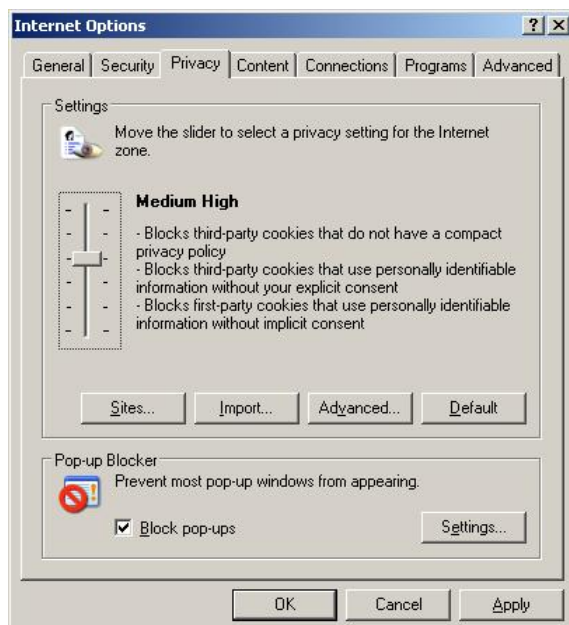 Internet Options
General Security Privacy Content Connections Programs Advanced
Settings
Move the slider to select a privacy setting for the Internet
zone.
Medium High
- Blocks third-party cookies that do not have a compact
privacy policy
- Blocks third-party cookies that use personally identifiable
information without your explicit consent
- Blocks first-party cookies that use personally identifiable
information without implicit consent
Sites... Import... Advanced... Default
Pop-up Blocker
Prevent most pop-up windows from appearing.
Block pop-ups
Settings...
OK Cancel Apply